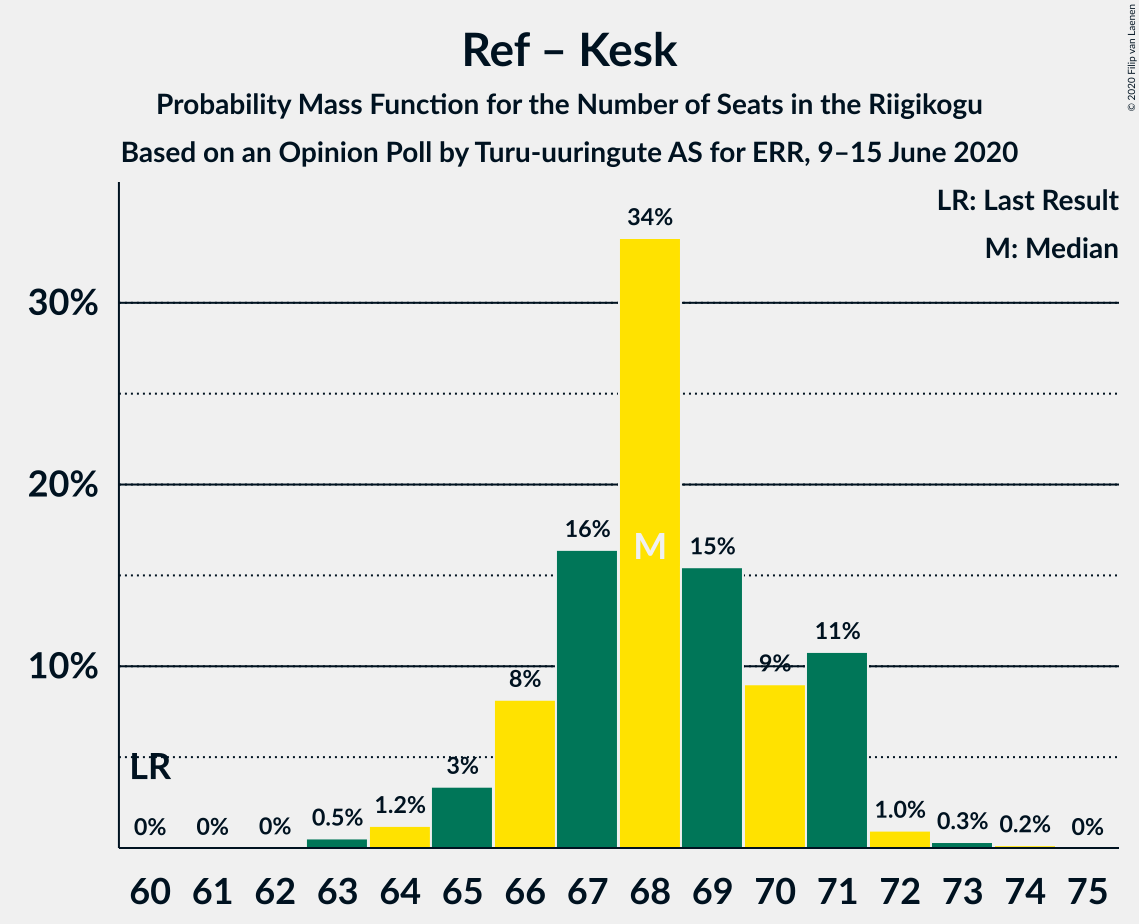 Ref – Kesk
Probability Mass Function for the Number of Seats in the Riigikogu
Based on an Opinion Poll by Turu-uuringute AS for ERR, 9–15 June 2020
© 2020 Filip van Laenen
LR: Last Result
M: Median
34%
30%
20%
16%
M
15%
11%
10%
9%
8%
LR
3%
0%
0%
0%
0.5%
1.2%
1.0%
0.3%
0.2%
0%
60 61 62 63 64 65 66 67 68 69 70 71 72 73 74 75